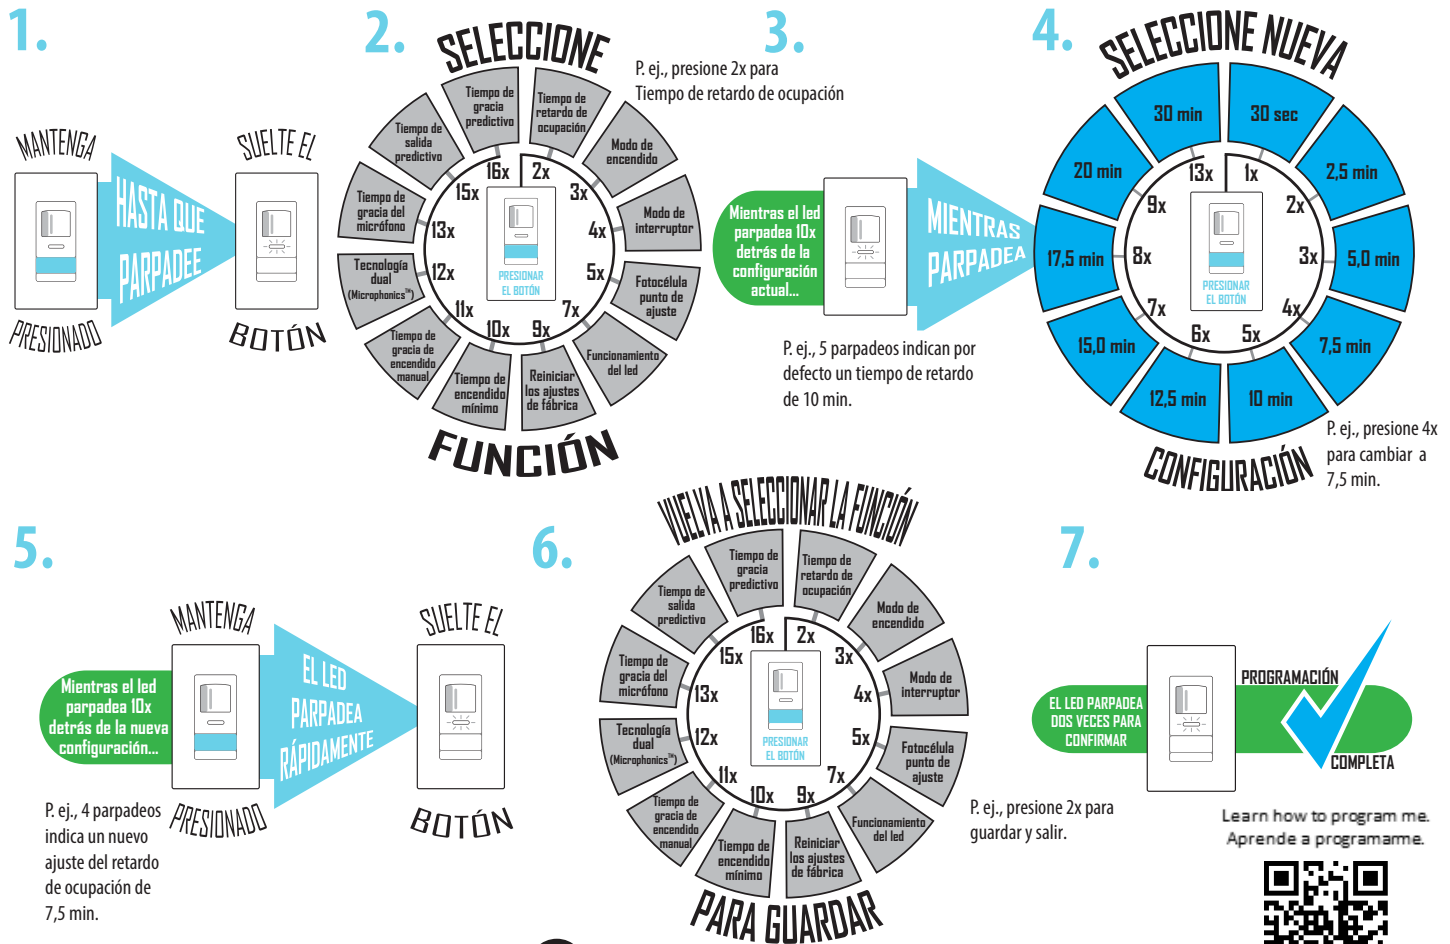 1.
MANTENGA
PRESIONADO
HASTA QUE
PARPADEE
SUELTE EL
BOTÓN
2.
SELECCIONE
P. ej., presione 2x para
Tiempo de retardo de ocupación
Tiempo de
retardo de
ocupación
2x
Modo de
encendido
3x
Modo de
interruptor
4x
Fotocélula
punto de
ajuste
5x
Funcionamiento
del led
7x
Reiniciar
los ajustes
de fábrica
9x
Tiempo de
encendido
mínimo
10x
Tiempo de
gracia de
encendido
manual
11x
Tecnología
dual
(Microphonics™)
12x
Tiempo de
gracia del
micrófono
13x
Tiempo de
salida
predictivo
15x
Tiempo de
gracia
predictivo
16x
PRESIONAR
EL BOTÓN
FUNCIÓN
3.
Mientras el led
parpadea 10x
detrás de la
configuración
actual...
MIENTRAS
PARPADEA
P. ej., 5 parpadeos indican por
defecto un tiempo de retardo
de 10 min.
4.
SELECCIONE NUEVA
30 sec
1x
2,5 min
2x
5,0 min
3x
7,5 min
4x
10 min
5x
12,5 min
6x
15,0 min
7x
17,5 min
8x
20 min
9x
30 min
13x
PRESIONAR
EL BOTÓN
CONFIGURACIÓN
P. ej., presione 4x
para cambiar a
7,5 min.
5.
Mientras el led
parpadea 10x
detrás de la nueva
configuración...
MANTENGA
PRESIONADO
EL LED
PARPADEA
RÁPIDAMENTE
SUELTE EL
BOTÓN
P. ej., 4 parpadeos
indica un nuevo
ajuste del retardo
de ocupación de
7,5 min.
6.
VUELVA A SELECCIONAR LA FUNCIÓN
Tiempo de
retardo de
ocupación
2x
Modo de
encendido
3x
Modo de
interruptor
4x
Fotocélula
punto de
ajuste
5x
Funcionamiento
del led
7x
Reiniciar
los ajustes
de fábrica
9x
Tiempo de
encendido
mínimo
10x
Tiempo de
gracia de
encendido
manual
11x
Tecnología
dual
(Microphonics™)
12x
Tiempo de
gracia del
micrófono
13x
Tiempo de
salida
predictivo
15x
Tiempo de
gracia
predictivo
16x
PRESIONAR
EL BOTÓN
PARA GUARDAR
P. ej., presione 2x para
guardar y salir.
7.
EL LED PARPADEA
DOS VECES PARA
CONFIRMAR
PROGRAMACIÓN
COMPLETA
Learn how to program me.
Aprende a programarme.